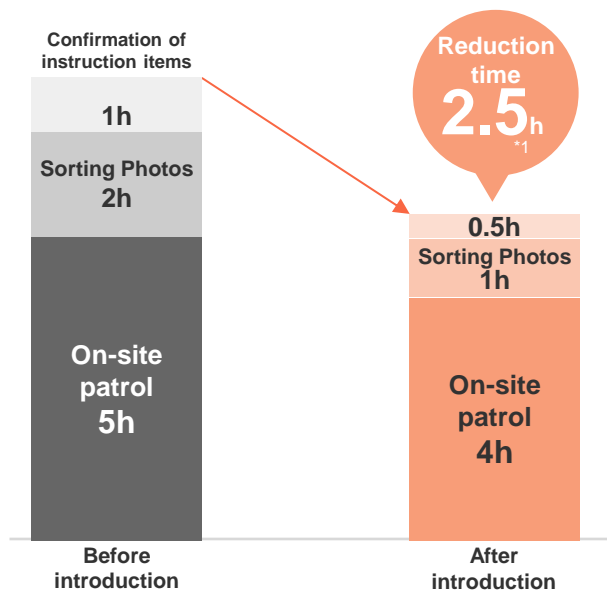 Confirmation of
instruction items
1h
Sorting Photos
2h
On-site
patrol
5h
Before
introduction
Reduction
time
2.5h
*1
0.5h
Sorting Photos
1h
On-site
patrol
4h
After
introduction